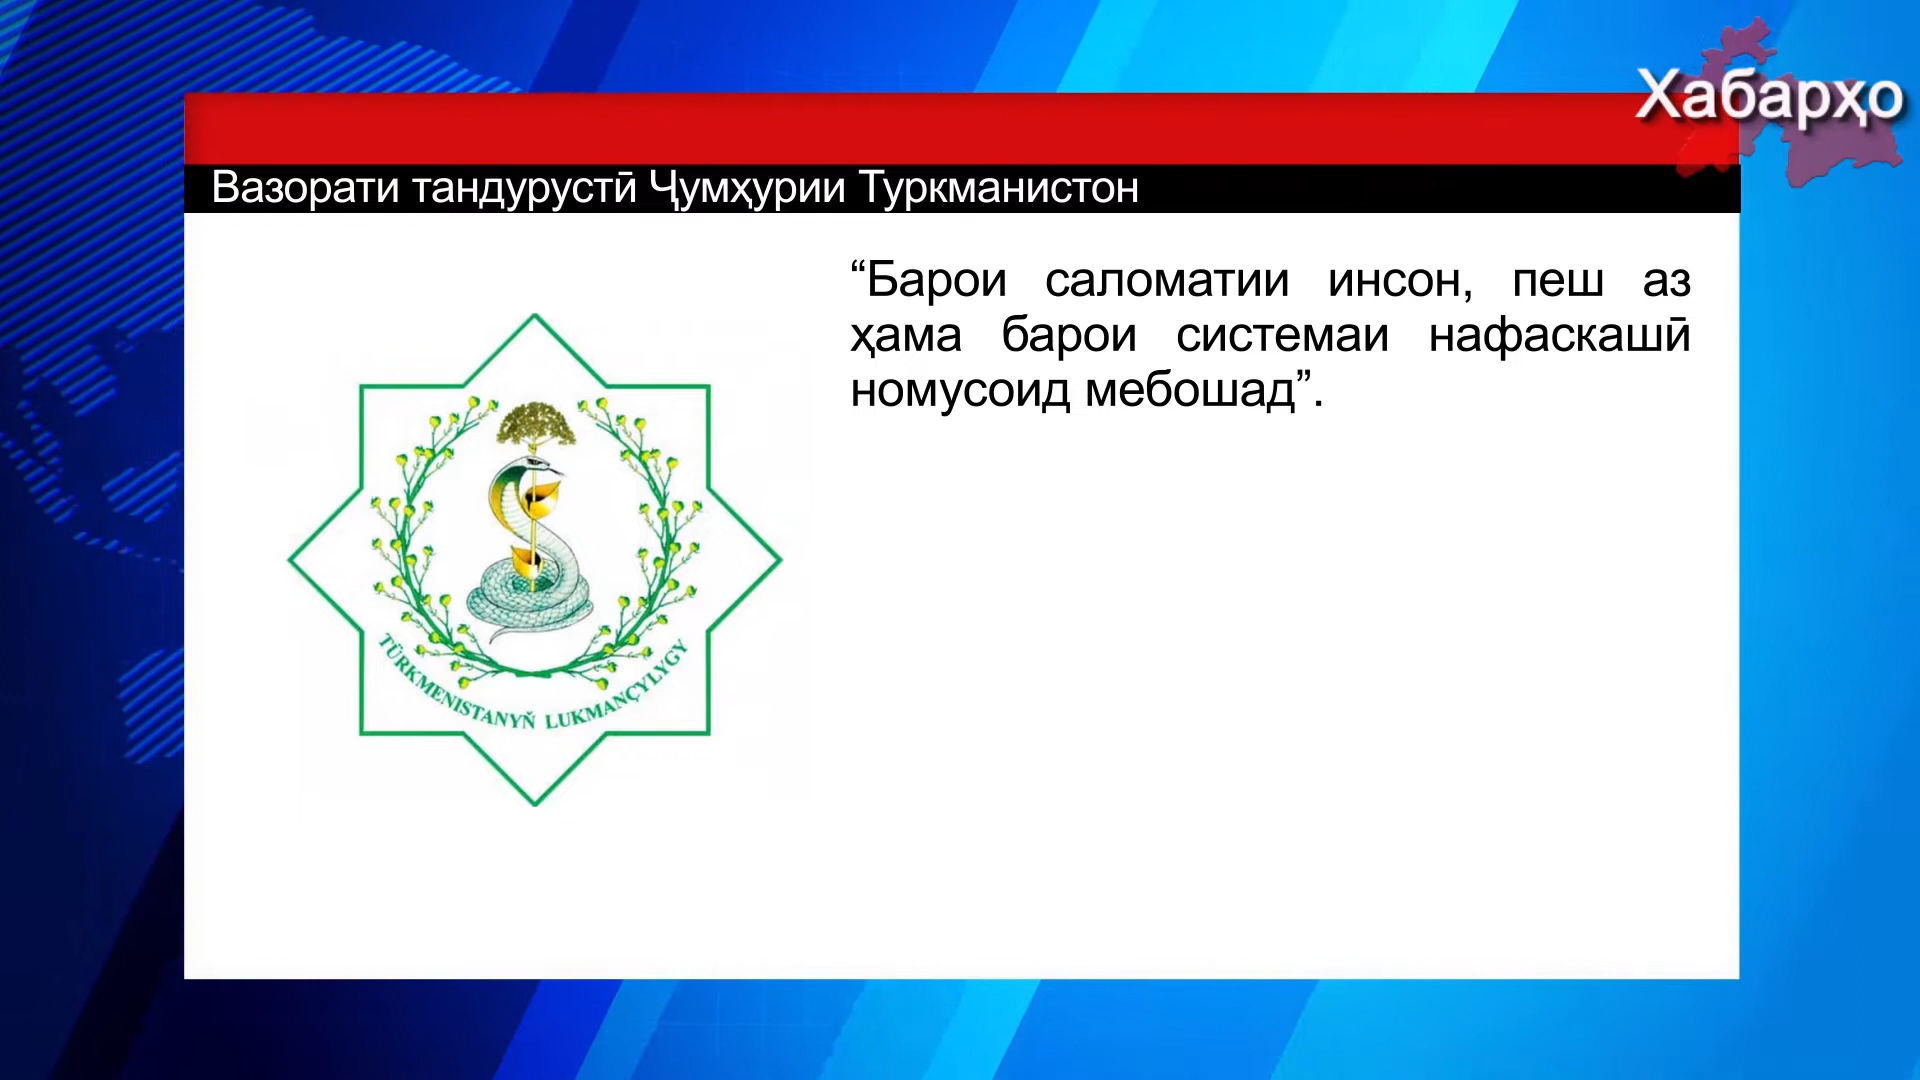 Хабарҳо
Вазорати тандурустӣ Ҷумҳурии Туркманистон
“Барои саломатии инсон, пеш аз
ҳама барои системаи нафаскашӣ
номусоид мебошад”.
TÜRKMENISTANYŇ LUKMANÇYLYGY